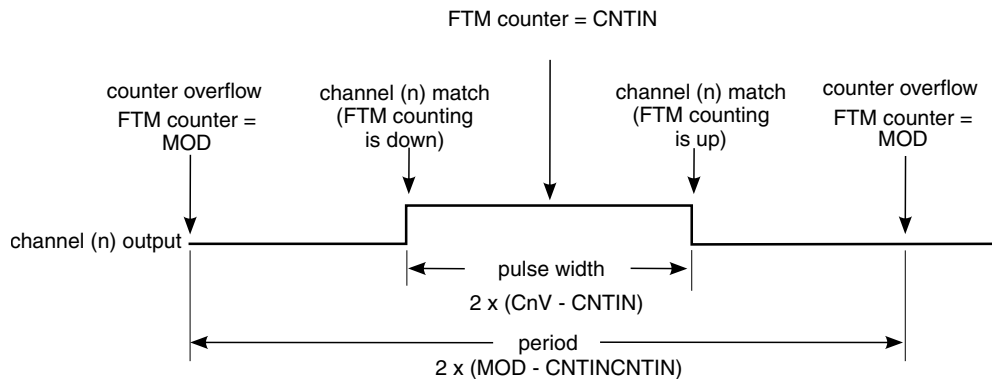 FTM counter = CNTIN
counter overflow
FTM counter =
MOD
channel (n) match
(FTM counting
is down)
channel (n) match
(FTM counting
is up)
counter overflow
FTM counter =
MOD
channel (n) output
pulse width
2 x (CnV - CNTIN)
period
2 x (MOD - CNTINCNTIN)